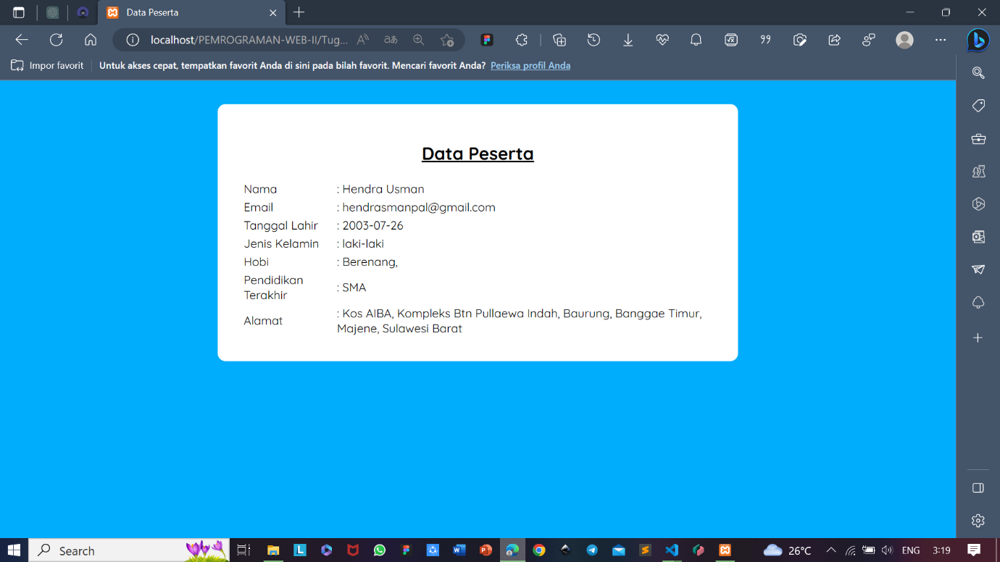 Data Peserta
localhost/PEMROGRAMAN-WEB-II/Tug...
Impor favorit
Untuk akses cepat, tempatkan favorit Anda di sini pada bilah favorit. Mencari favorit Anda? Periksa profil Anda
Data Peserta
Nama : Hendra Usman
Email : hendrasmanpal@gmail.com
Tanggal Lahir : 2003-07-26
Jenis Kelamin : laki-laki
Hobi : Berenang,
Pendidikan
Terakhir : SMA
Alamat : Kos AIBA, Kompleks Btn Pullaewa Indah, Baurung, Banggae Timur,
Majene, Sulawesi Barat
Search
26°C
ENG
3:19